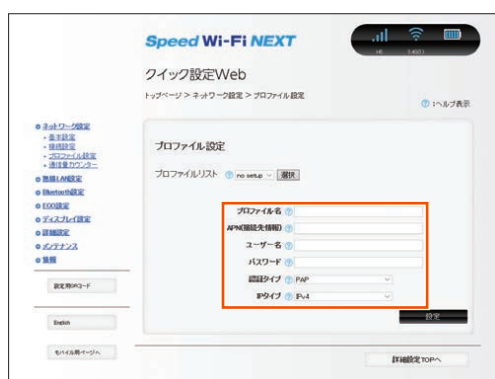 Speed Wi-Fi NEXT
クイック設定Web
トップページ > ネットワーク設定 > プロファイル設定
:ヘルプ表示
ネットワーク設定
・基本設定
・接続設定
・プロファイル設定
・通信量カウンター
無線LAN設定
Bluetooth設定
ECO設定
ディスプレイ設定
詳細設定
メンテナンス
情報
設定用QRコード
English
モバイル用ページへ
プロファイル設定
プロファイルリスト ? no setup 選択
プロファイル名 ?
APN(接続先情報) ?
ユーザー名 ?
パスワード ?
認証タイプ ? PAP
IPタイプ ? IPv4
設定
詳細設定TOPへ